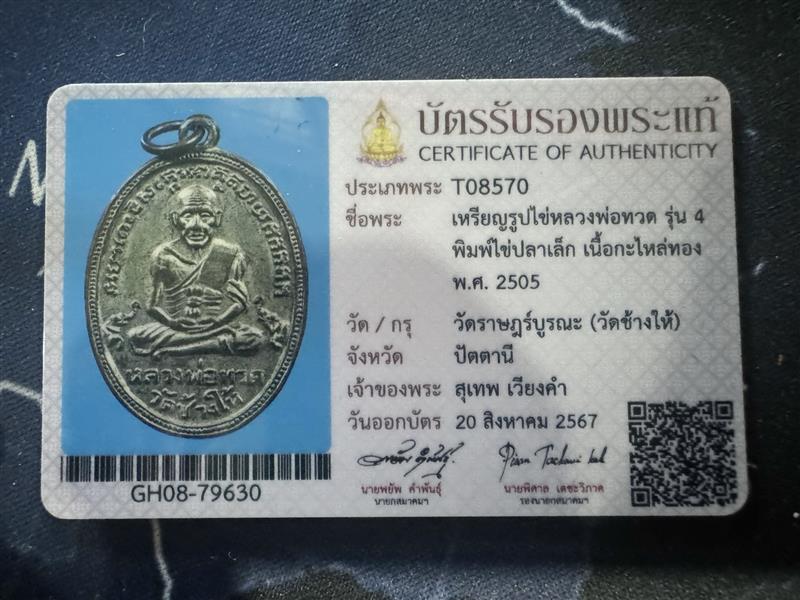 บัตรรับรองพระแท้
CERTIFICATE OF AUTHENTICITY
ประเภทพระ T08570
ชื่อพระ เหรียญรูปไข่หลวงพ่อทวด รุ่น 4
พิมพ์ไข่ปลาเล็ก เนื้อกะไหล่ทอง
พ.ศ. 2505
วัด / กรุ วัดราษฎร์บูรณะ (วัดช้างให้)
จังหวัด ปัตตานี
เจ้าของพระ สุเทพ เวียงคำ
วันออกบัตร 20 สิงหาคม 2567
นายพยัพ คำพันธุ์
นายกสมาคมฯ
นายพิศาล เตชะวิภาค
รองนายกสมาคมฯ
หลวงพ่อทวด
วัดช้างให้
GH08-79630